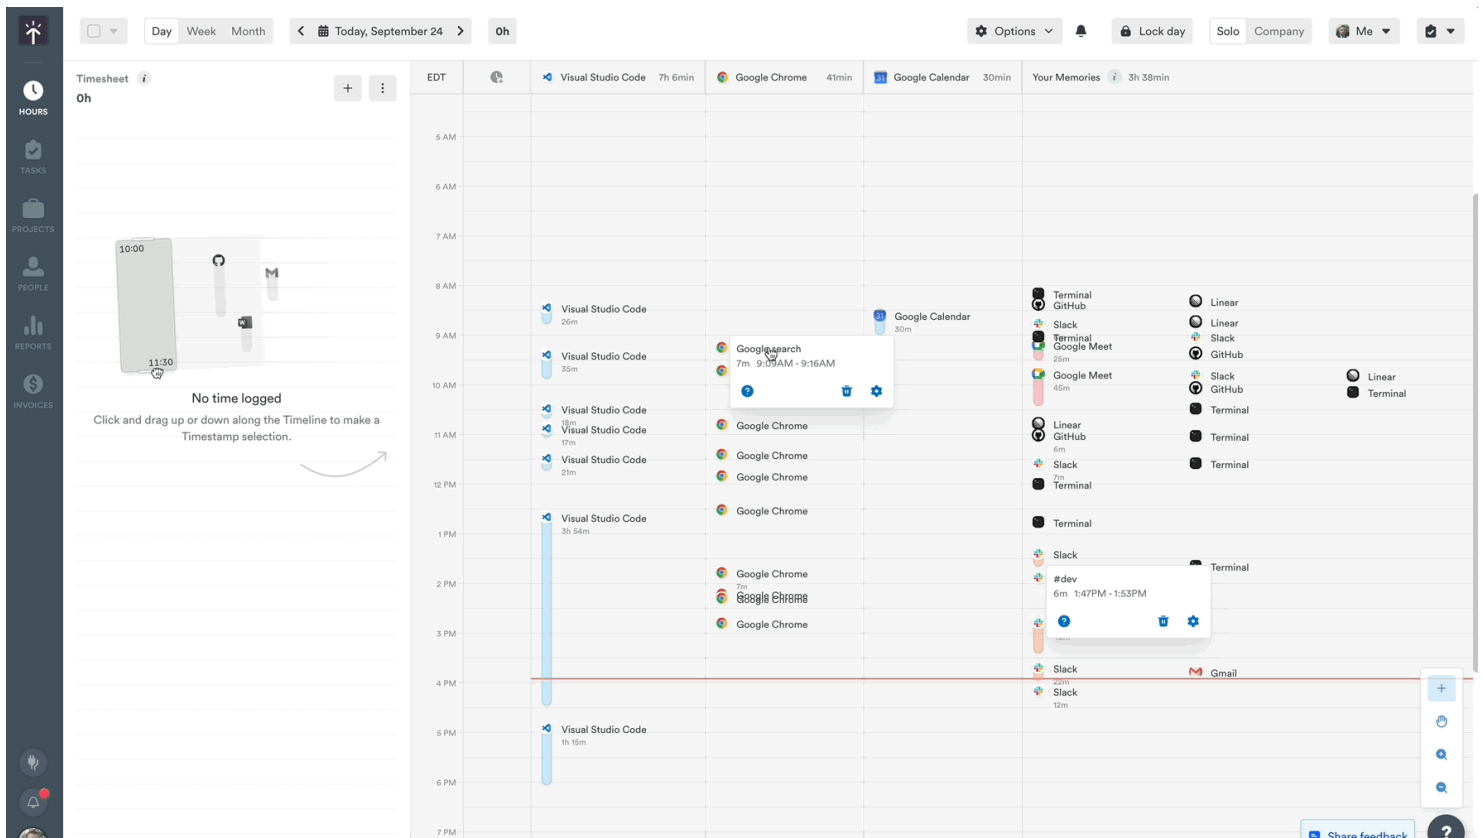 Day Week Month
Today, September 24
0h
Options
Lock day
Solo Company
Me
HOURS
TASKS
PROJECTS
PEOPLE
REPORTS
INVOICES
Timesheet
0h
10:00
11:30
No time logged
Click and drag up or down along the Timeline to make a
Timestamp selection.
EDT
Visual Studio Code 7h 6min
Google Chrome 41min
Google Calendar 30min
Your Memories 3h 38min
5 AM
6 AM
7 AM
8 AM
9 AM
10 AM
11 AM
12 PM
1 PM
2 PM
3 PM
4 PM
5 PM
6 PM
7 PM
Visual Studio Code
26m
Visual Studio Code
35m
Visual Studio Code
18m
Visual Studio Code
17m
Visual Studio Code
21m
Visual Studio Code
3h 54m
Visual Studio Code
1h 15m
Google search
7m 9:09AM - 9:16AM
Google Chrome
Google Chrome
Google Chrome
Google Chrome
Google Chrome
7m
Google Chrome
Google Chrome
Google Chrome
31
Google Calendar
30m
Terminal
GitHub
Slack
Terminal
Google Meet
25m
Google Meet
45m
Linear
GitHub
6m
Slack
7m
Terminal
Terminal
Slack
#dev
6m 1:47PM - 1:53PM
Slack
22m
Slack
12m
Linear
Linear
Slack
GitHub
Slack
GitHub
Terminal
Terminal
Terminal
Terminal
Gmail
Linear
Terminal
Share feedback